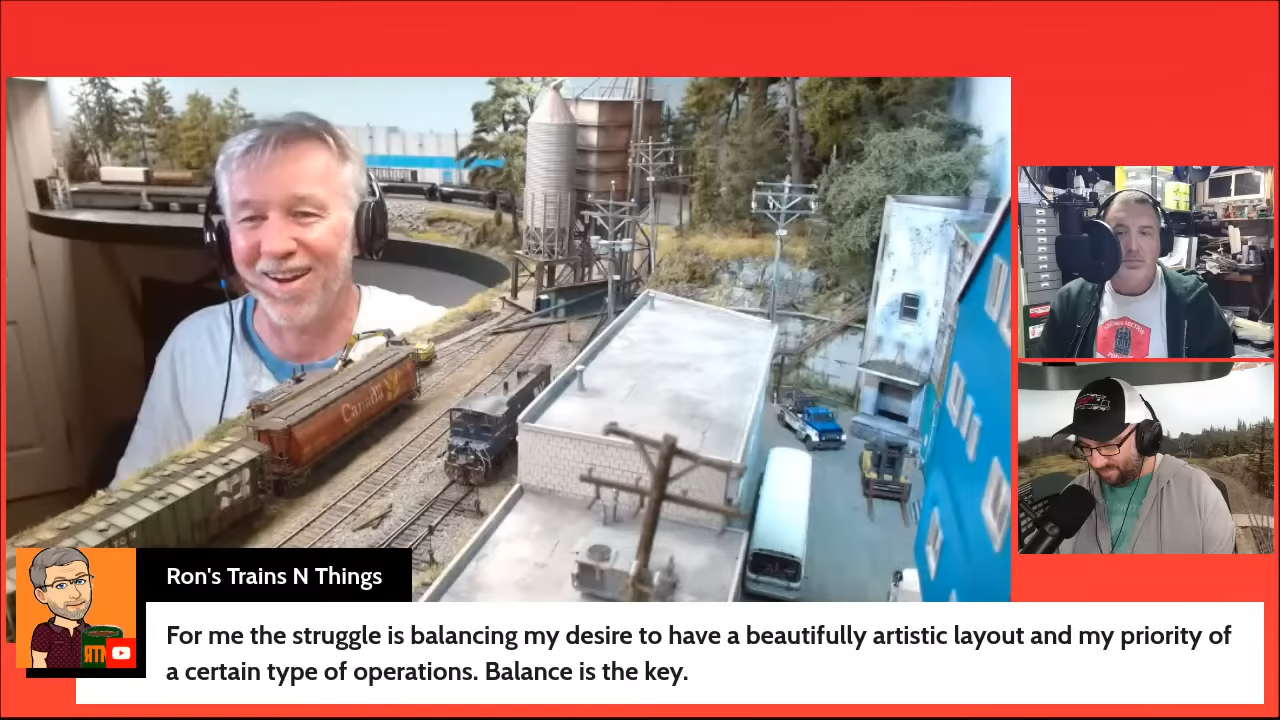 Canada
Ron's Trains N Things
For me the struggle is balancing my desire to have a beautifully artistic layout and my priority of
a certain type of operations. Balance is the key.